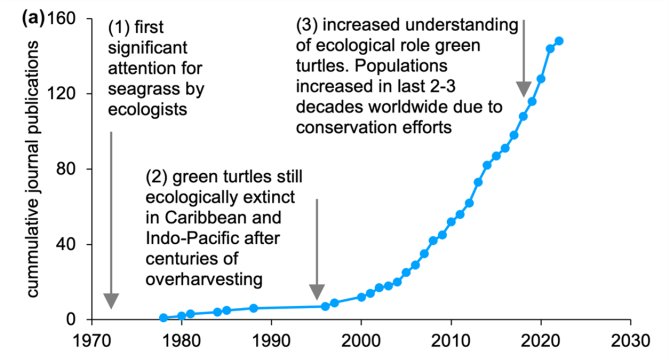 (a)
160
120
80
40
0
cummulative journal publications
(1) first
significant
attention for
seagrass by
ecologists
(2) green turtles still
ecologically extinct
in Caribbean and
Indo-Pacific after
centuries of
overharvesting
(3) increased understanding
of ecological role green
turtles. Populations
increased in last 2-3
decades worldwide due to
conservation efforts
1970 1980 1990 2000 2010 2020 2030